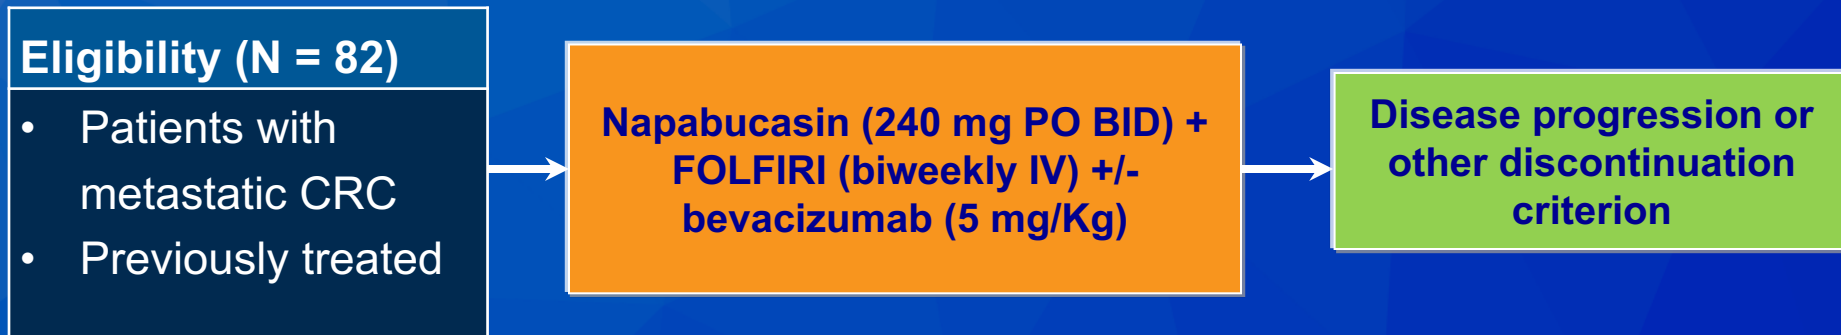 Eligibility (N = 82)
• Patients with
metastatic CRC
• Previously treated
Napabucasin (240 mg PO BID) +
FOLFIRI (biweekly IV) +/-
bevacizumab (5 mg/Kg)
Disease progression or
other discontinuation
criterion